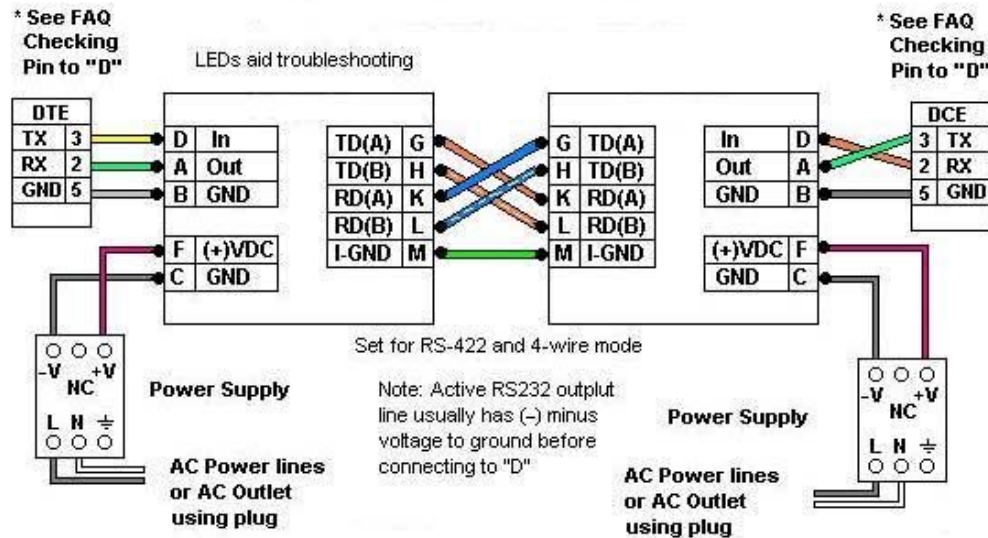 * See FAQ
Checking
Pin to "D"
LEDs aid troubleshooting
* See FAQ
Checking
Pin to "D"
DTE
TX 3
RX 2
GND 5
D In
A Out
B GND
F (+)VDC
C GND
TD(A) G
TD(B) H
RD(A) K
RD(B) L
I-GND M
G TD(A)
H TD(B)
K RD(A)
L RD(B)
M I-GND
In D
Out A
GND B
(+)VDC F
GND C
DCE
3 TX
2 RX
5 GND
Set for RS-422 and 4-wire mode
-V +V
NC
L N
Power Supply
Note: Active RS232 outplut
line usually has (–) minus
voltage to ground before
connecting to "D"
AC Power lines
or AC Outlet
using plug
Power Supply
-V +V
NC
L N
AC Power lines
or AC Outlet
using plug